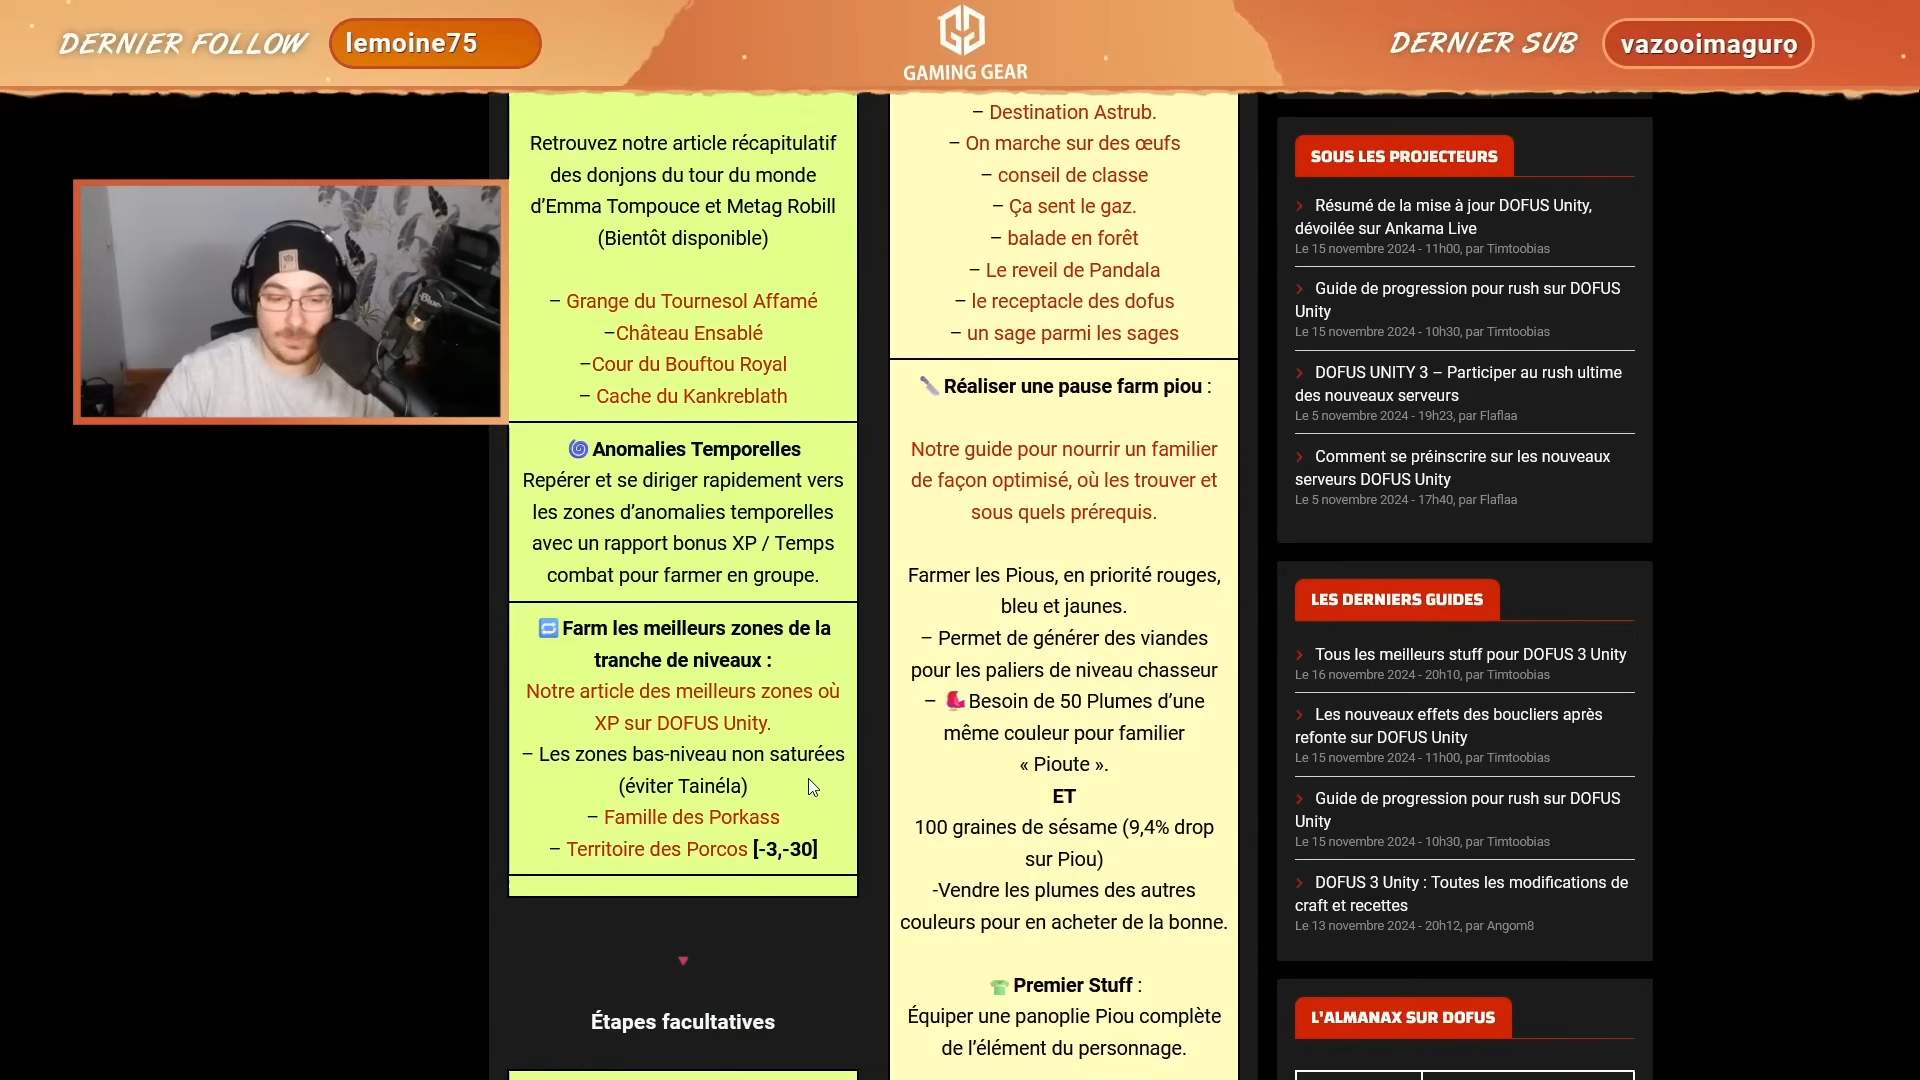 DERNIER FOLLOW
lemoine75
GAMING GEAR
DERNIER SUB
vazooimaguro
Retrouvez notre article récapitulatif
des donjons du tour du monde
d’Emma Tompouce et Metag Robill
(Bientôt disponible)
– Grange du Tournesol Affamé
–Château Ensablé
–Cour du Bouftou Royal
– Cache du Kankreblath
Anomalies Temporelles
Repérer et se diriger rapidement vers
les zones d’anomalies temporelles
avec un rapport bonus XP / Temps
combat pour farmer en groupe.
Farm les meilleurs zones de la
tranche de niveaux :
Notre article des meilleurs zones où
XP sur DOFUS Unity.
– Les zones bas-niveau non saturées
(éviter Tainéla)
– Famille des Porkass
– Territoire des Porcos [-3,-30]
Étapes facultatives
– Destination Astrub.
– On marche sur des œufs
– conseil de classe
– Ça sent le gaz.
– balade en forêt
– Le reveil de Pandala
– le receptacle des dofus
– un sage parmi les sages
Réaliser une pause farm piou :
Notre guide pour nourrir un familier
de façon optimisé, où les trouver et
sous quels prérequis.
Farmer les Pious, en priorité rouges,
bleu et jaunes.
– Permet de générer des viandes
pour les paliers de niveau chasseur
– Besoin de 50 Plumes d’une
même couleur pour familier
« Pioute ».
ET
100 graines de sésame (9,4% drop
sur Piou)
-Vendre les plumes des autres
couleurs pour en acheter de la bonne.
Premier Stuff :
Équiper une panoplie Piou complète
de l’élément du personnage.
SOUS LES PROJECTEURS
Résumé de la mise à jour DOFUS Unity,
dévoilée sur Ankama Live
Le 15 novembre 2024 - 11h00, par Timtoobias
Guide de progression pour rush sur DOFUS
Unity
Le 15 novembre 2024 - 10h30, par Timtoobias
DOFUS UNITY 3 – Participer au rush ultime
des nouveaux serveurs
Le 5 novembre 2024 - 19h23, par Flaflaa
Comment se préinscrire sur les nouveaux
serveurs DOFUS Unity
Le 5 novembre 2024 - 17h40, par Flaflaa
LES DERNIERS GUIDES
Tous les meilleurs stuff pour DOFUS 3 Unity
Le 16 novembre 2024 - 20h10, par Timtoobias
Les nouveaux effets des boucliers après
refonte sur DOFUS Unity
Le 15 novembre 2024 - 11h00, par Timtoobias
Guide de progression pour rush sur DOFUS
Unity
Le 15 novembre 2024 - 10h30, par Timtoobias
DOFUS 3 Unity : Toutes les modifications de
craft et recettes
Le 13 novembre 2024 - 20h12, par Angom8
L'ALMANAX SUR DOFUS
Blue